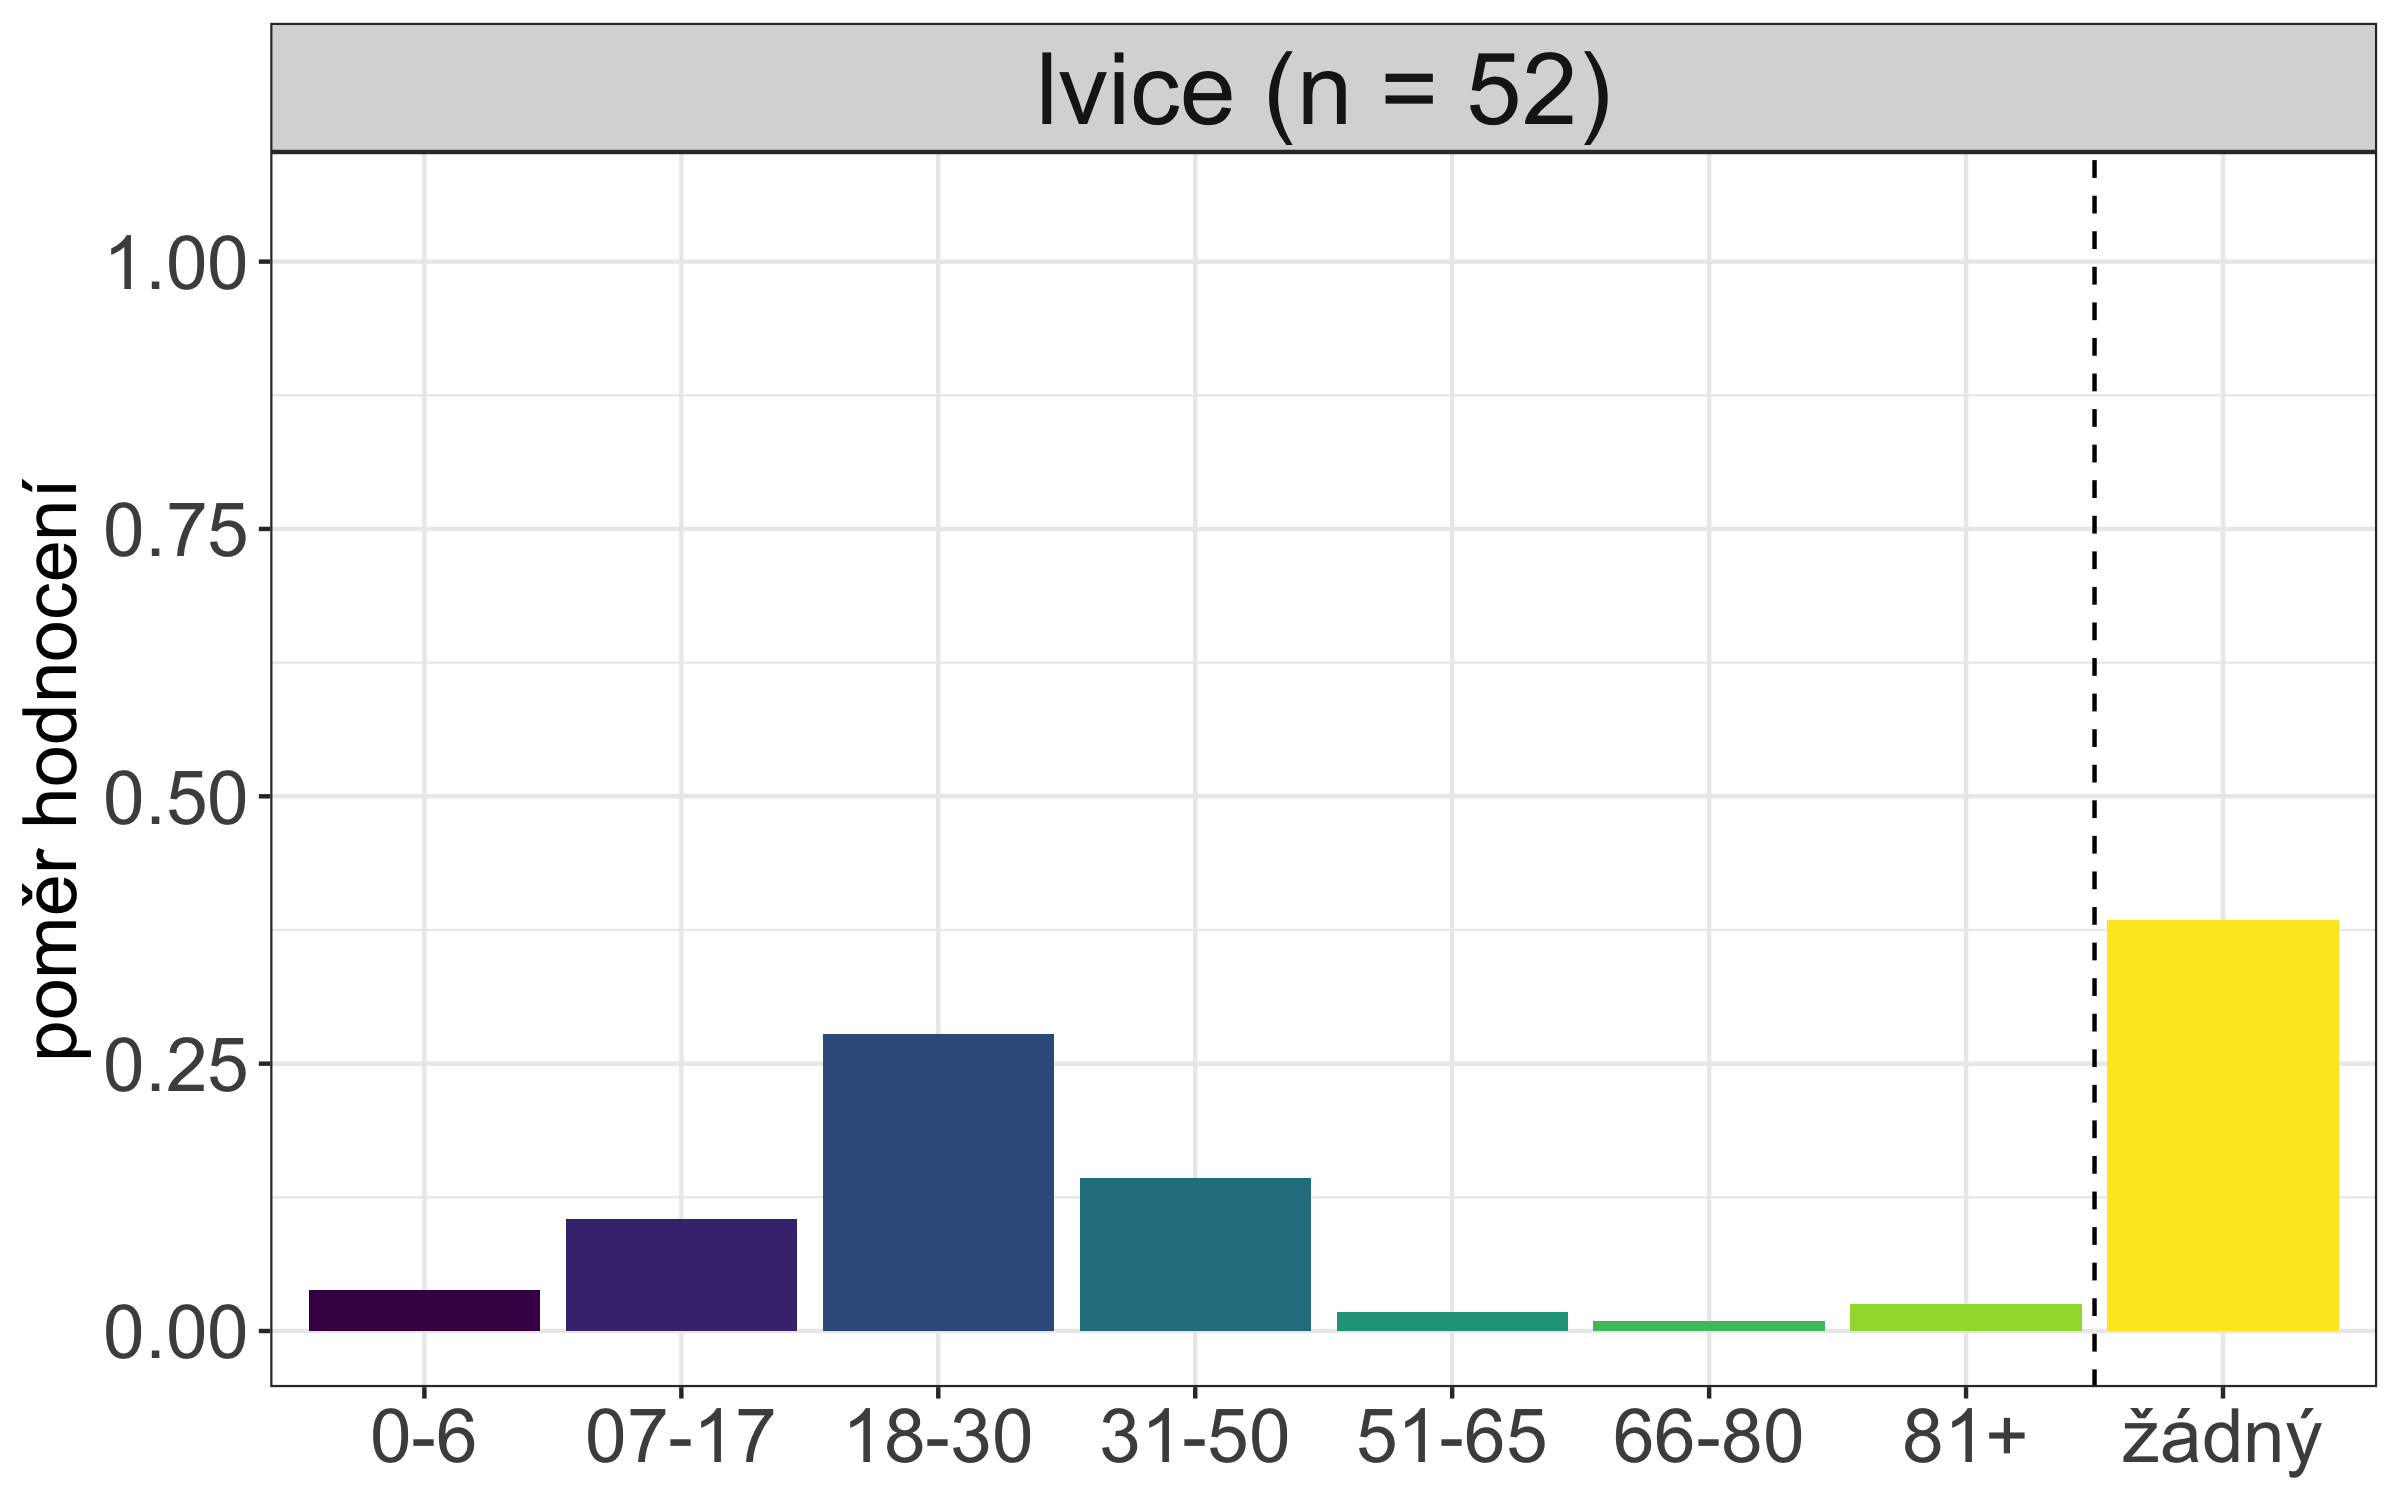 lvice (n = 52)
poměr hodnocení
1.00
0.75
0.50
0.25
0.00
0-6 07-17 18-30 31-50 51-65 66-80 81+ žádný